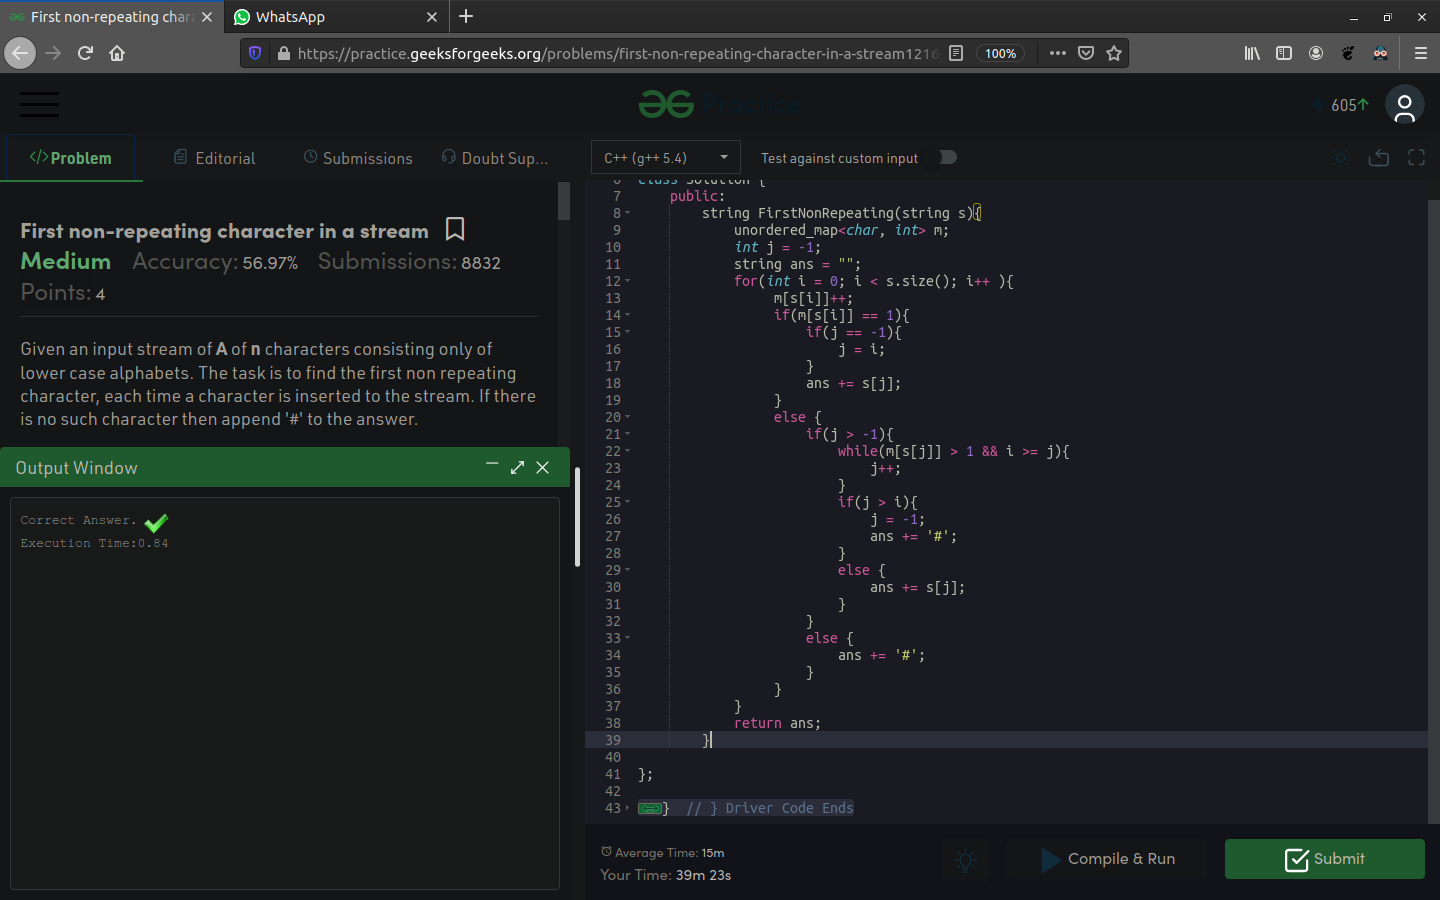 First non-repeating char
WhatsApp
https://practice.geeksforgeeks.org/problems/first-non-repeating-character-in-a-stream1216
100%
Practice
605
</>Problem
Editorial
Submissions
Doubt Sup...
C++ (g++ 5.4)
Test against custom input
First non-repeating character in a stream
Medium Accuracy: 56.97% Submissions: 8832
Points: 4
Given an input stream of A of n characters consisting only of
lower case alphabets. The task is to find the first non repeating
character, each time a character is inserted to the stream. If there
is no such character then append '#' to the answer.
Output Window
Correct Answer.
Execution Time:0.84
6 class Solution {
7 public:
8 string FirstNonRepeating(string s){
9 unordered_map<char, int> m;
10 int j = -1;
11 string ans = "";
12 for(int i = 0; i < s.size(); i++ ){
13 m[s[i]]++;
14 if(m[s[i]] == 1){
15 if(j == -1){
16 j = i;
17 }
18 ans += s[j];
19 }
20 else {
21 if(j > -1){
22 while(m[s[j]] > 1 && i >= j){
23 j++;
24 }
25 if(j > i){
26 j = -1;
27 ans += '#';
28 }
29 else {
30 ans += s[j];
31 }
32 }
33 else {
34 ans += '#';
35 }
36 }
37 }
38 return ans;
39 }
40
41 };
42
43 } // } Driver Code Ends
Average Time: 15m
Your Time: 39m 23s
Compile & Run
Submit